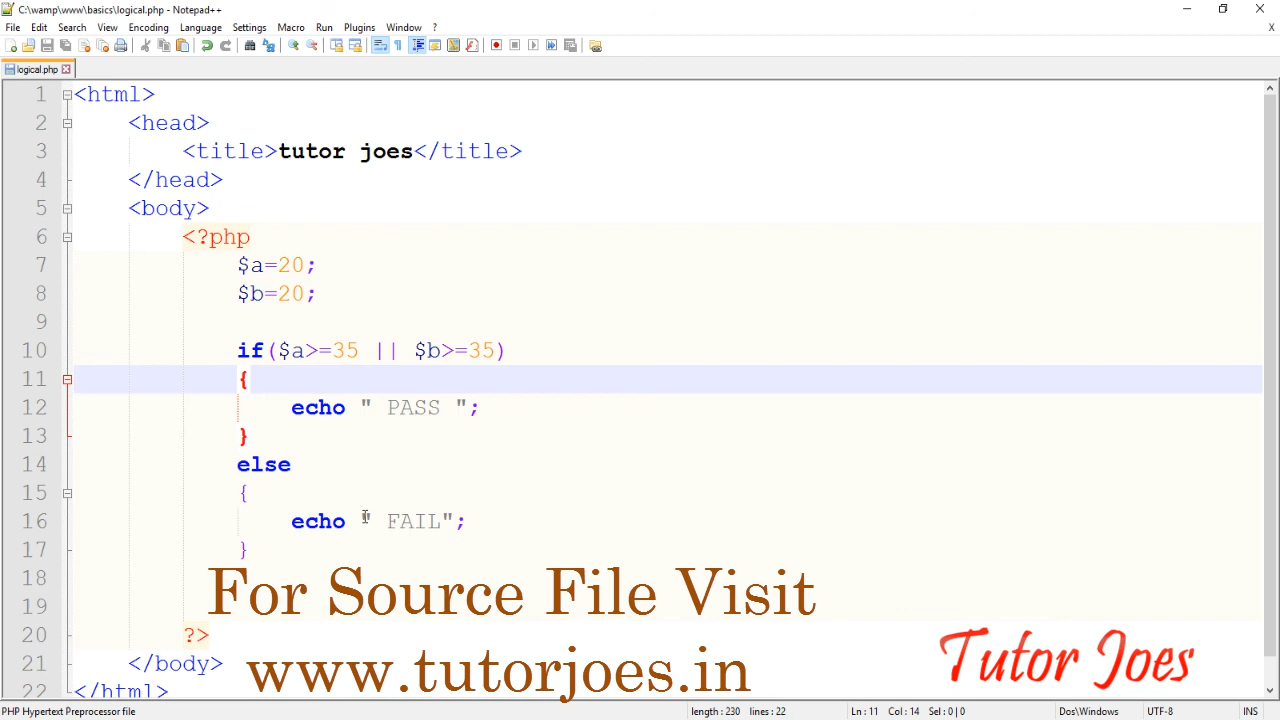 C:\wamp\www\basics\logical.php - Notepad++
File Edit Search View Encoding Language Settings Macro Run Plugins Window ?
X
logical.php
1 <html>
2 <head>
3 <title>tutor joes</title>
4 </head>
5 <body>
6 <?php
7 $a=20;
8 $b=20;
9
10 if($a>=35 || $b>=35)
11 {
12 echo " PASS ";
13 }
14 else
15 {
16 echo " FAIL";
17 }
18
19
20 ?>
21 </body>
22 </html>
For Source File Visit
www.tutorjoes.in
Tutor Joes
PHP Hypertext Preprocessor file length : 230 lines : 22 Ln : 11 Col : 14 Sel : 0 | 0 Dos\Windows UTF-8 INS